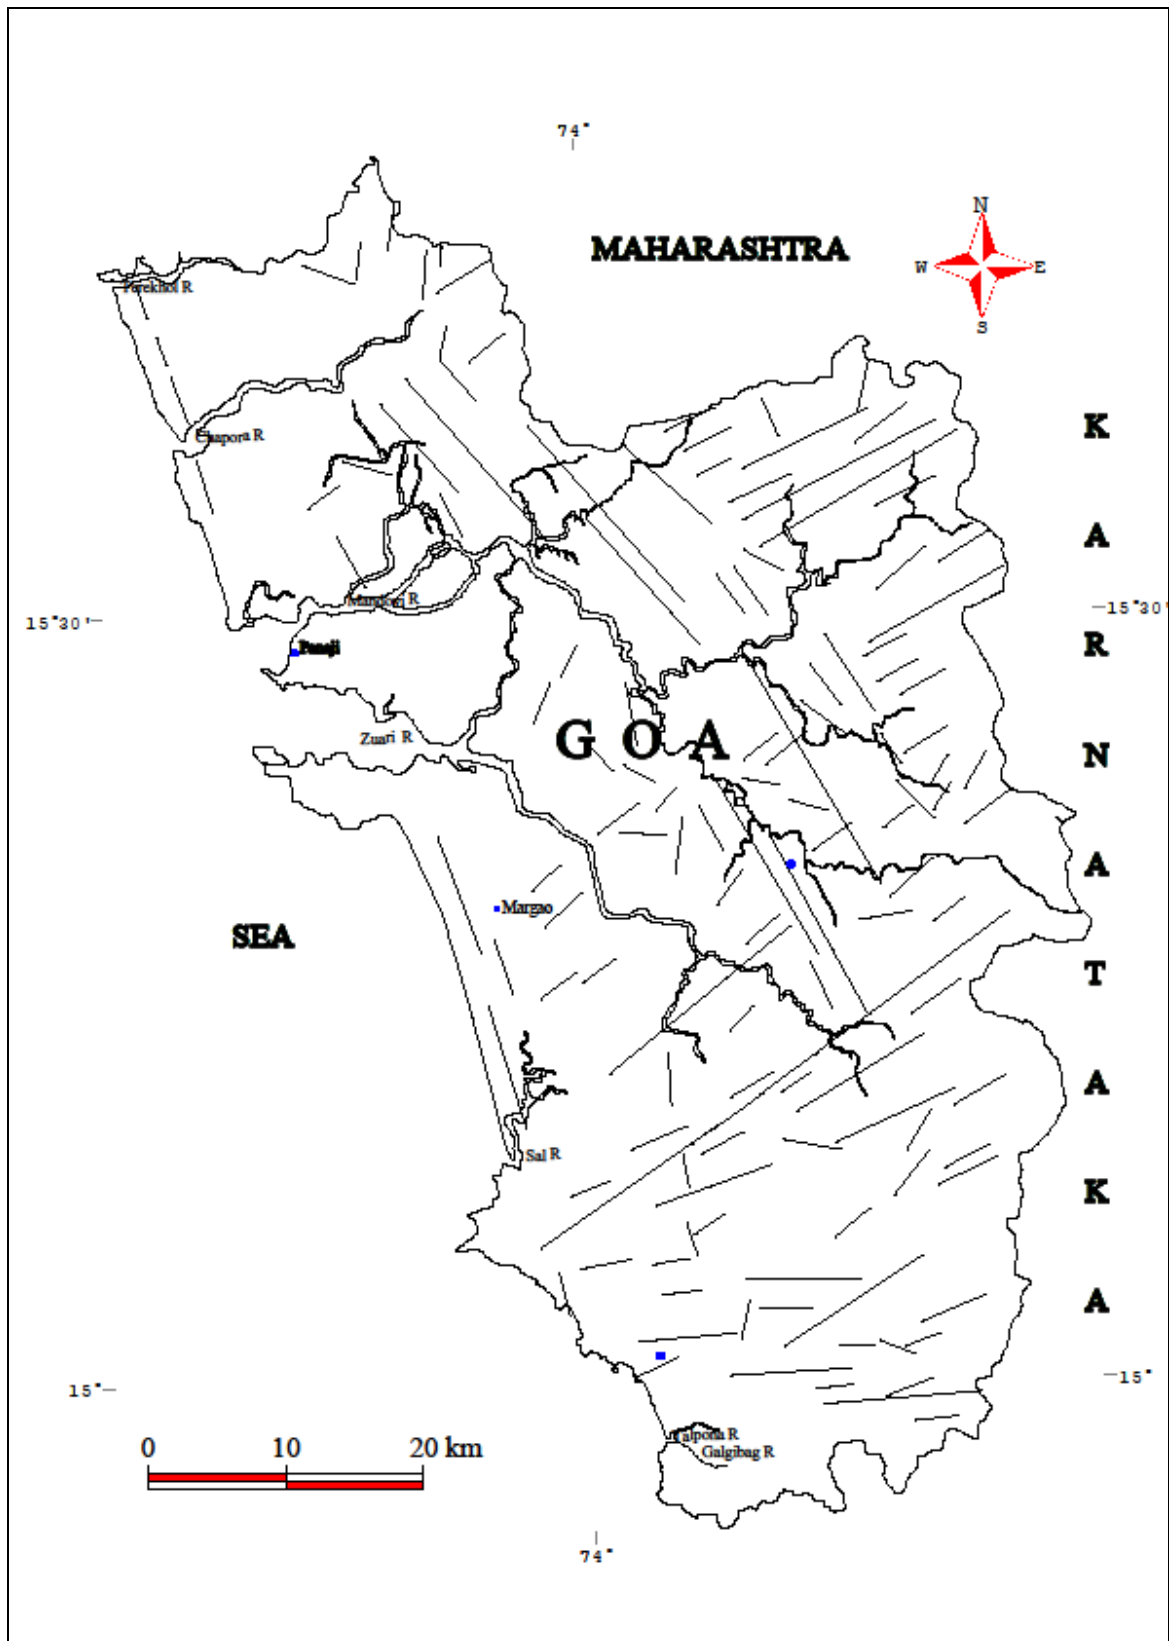 74°
N
MAHARASHTRA
W
E
S
Terekhol R
Chapora R
K
A
R
N
A
T
A
K
A
Mandovi R
15°30'
15°30'
Panaji
Zuari R
G O A
Margao
SEA
Sal R
15°
15°
Talpona R
Galgibag R
0 10 20 km
74°